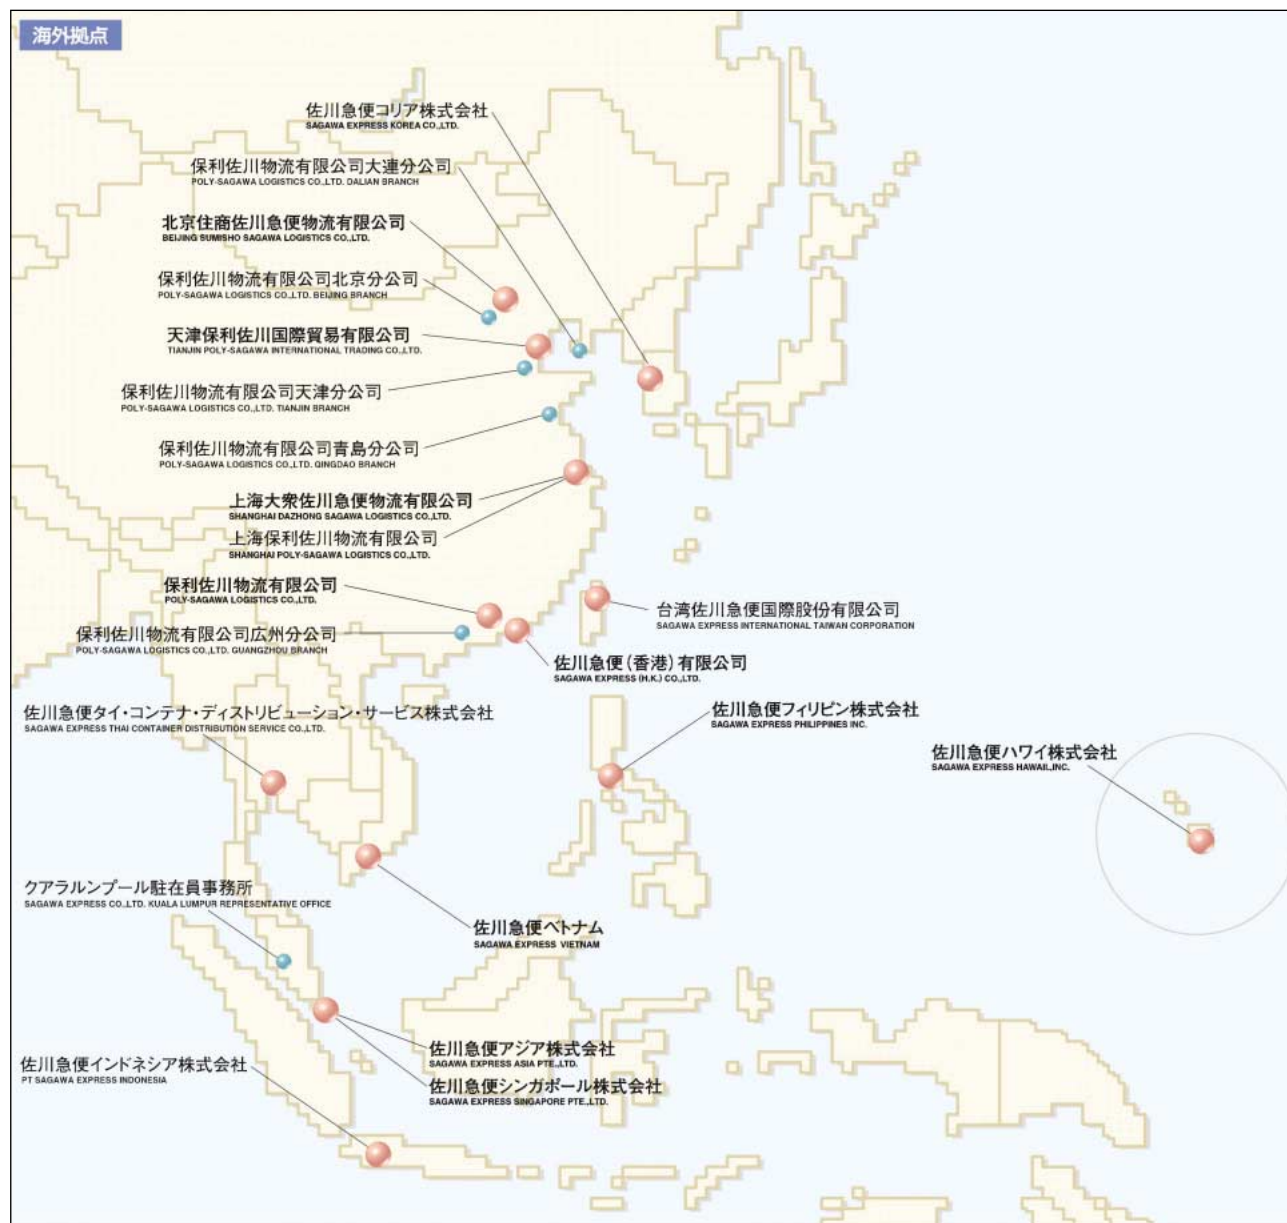 海外拠点
佐川急便コリア株式会社
SAGAWA EXPRESS KOREA CO.,LTD.
保利佐川物流有限公司大連分公司
POLY-SAGAWA LOGISTICS CO.,LTD. DALIAN BRANCH
北京住商佐川急便物流有限公司
BEIJING SUMISHO SAGAWA LOGISTICS CO.,LTD.
保利佐川物流有限公司北京分公司
POLY-SAGAWA LOGISTICS CO.,LTD. BEIJING BRANCH
天津保利佐川国際貿易有限公司
TIANJIN POLY-SAGAWA INTERNATIONAL TRADING CO.,LTD.
保利佐川物流有限公司天津分公司
POLY-SAGAWA LOGISTICS CO.,LTD. TIANJIN BRANCH
保利佐川物流有限公司青島分公司
POLY-SAGAWA LOGISTICS CO.,LTD. QINGDAO BRANCH
上海大衆佐川急便物流有限公司
SHANGHAI DAZHONG SAGAWA LOGISTICS CO.,LTD.
上海保利佐川物流有限公司
SHANGHAI POLY-SAGAWA LOGISTICS CO.,LTD.
保利佐川物流有限公司
POLY-SAGAWA LOGISTICS CO.,LTD.
台湾佐川急便国際股份有限公司
SAGAWA EXPRESS INTERNATIONAL TAIWAN CORPORATION
保利佐川物流有限公司広州分公司
POLY-SAGAWA LOGISTICS CO.,LTD. GUANGZHOU BRANCH
佐川急便（香港）有限公司
SAGAWA EXPRESS (H.K.) CO.,LTD.
佐川急便タイ・コンテナ・ディストリビューション・サービス株式会社
SAGAWA EXPRESS THAI CONTAINER DISTRIBUTION SERVICE CO.,LTD.
佐川急便フィリピン株式会社
SAGAWA EXPRESS PHILIPPINES INC.
佐川急便ハワイ株式会社
SAGAWA EXPRESS HAWAII,INC.
クアラルンプール駐在員事務所
SAGAWA EXPRESS CO.,LTD. KUALA LUMPUR REPRESENTATIVE OFFICE
佐川急便ベトナム
SAGAWA EXPRESS VIETNAM
佐川急便アジア株式会社
SAGAWA EXPRESS ASIA PTE.,LTD.
佐川急便インドネシア株式会社
PT SAGAWA EXPRESS INDONESIA
佐川急便シンガポール株式会社
SAGAWA EXPRESS SINGAPORE PTE.,LTD.